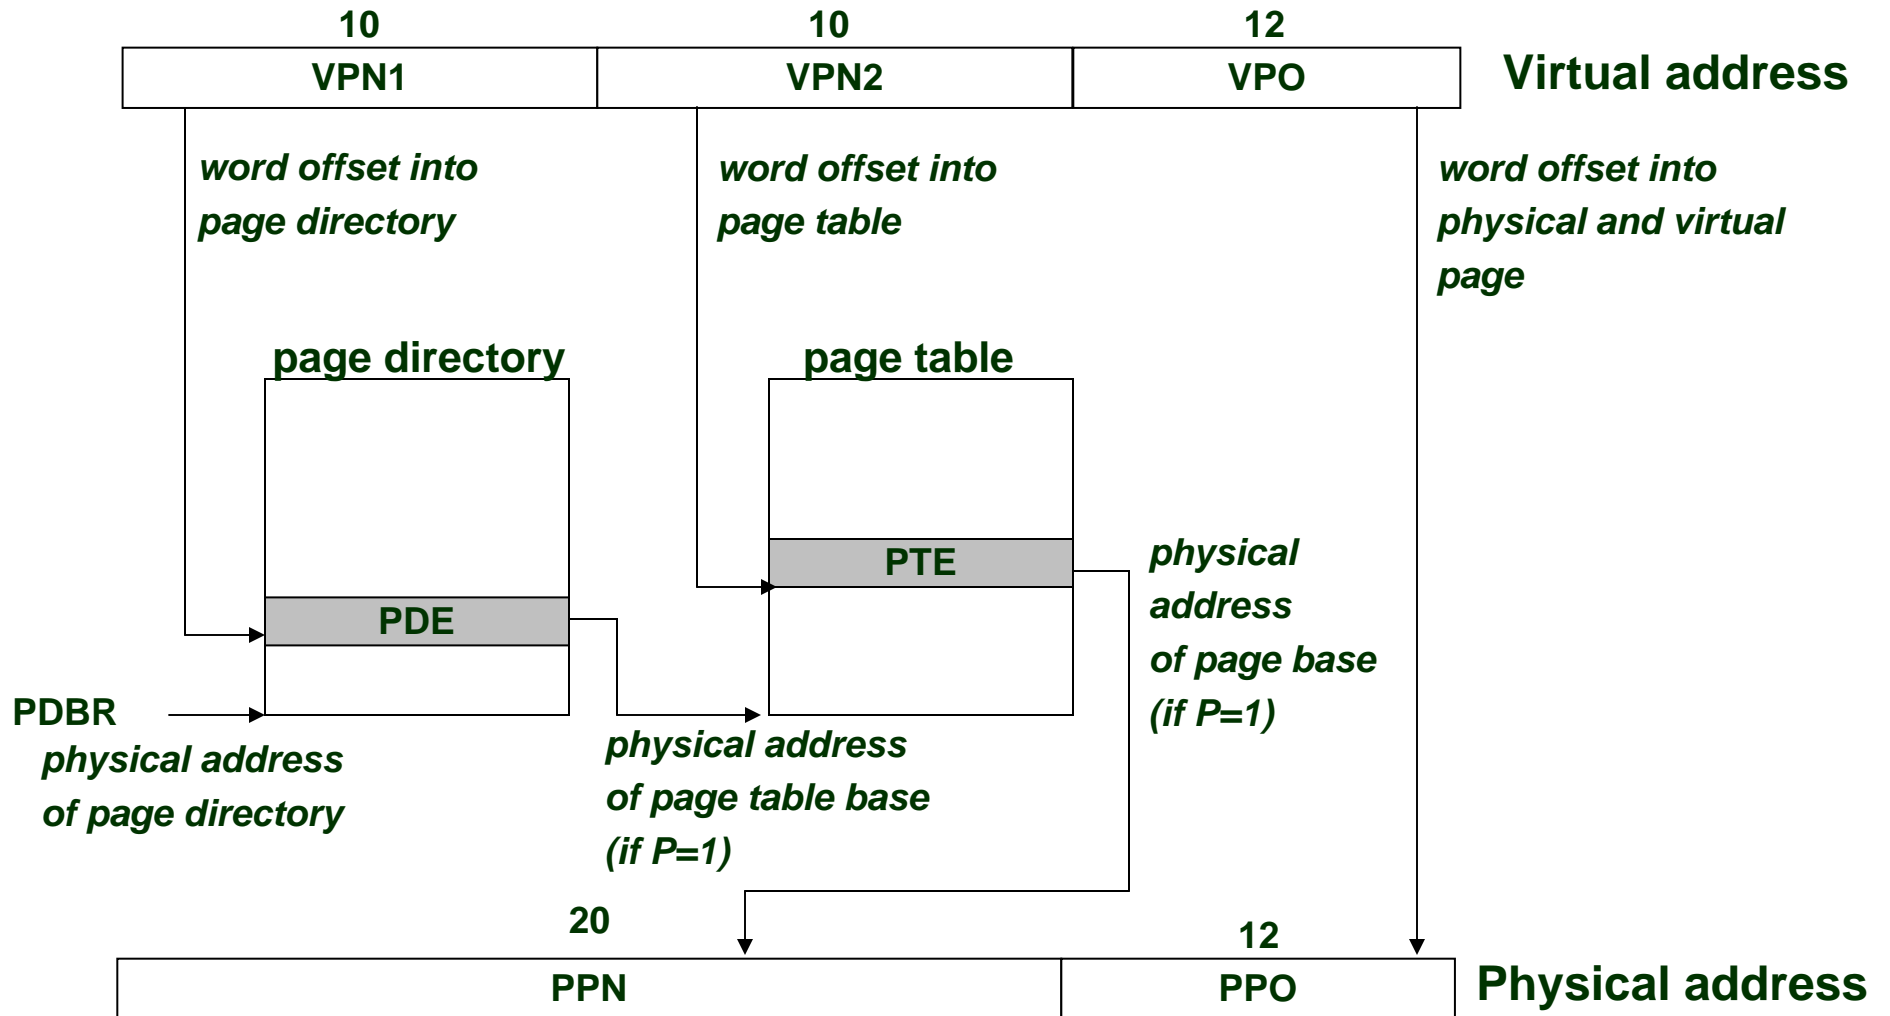 10
10
12
VPN1
VPN2
VPO
Virtual address
word offset into
page directory
word offset into
page table
word offset into
physical and virtual
page
page directory
page table
PTE
PDE
physical
address
of page base
(if P=1)
PDBR
physical address
of page directory
physical address
of page table base
(if P=1)
20
12
PPN
PPO
Physical address